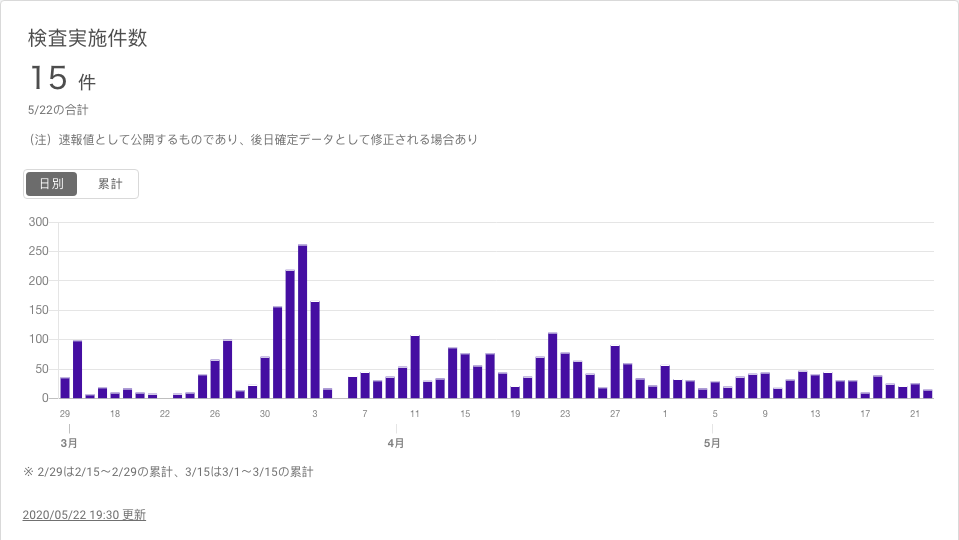 検査実施件数
15 件
5/22の合計
（注）速報値として公開するものであり、後日確定データとして修正される場合あり
日別 累計
300
250
200
150
100
50
0
29 18 22 26 30 3 7 11 15 19 23 27 1 5 9 13 17 21
3月 4月 5月
※ 2/29は2/15〜2/29の累計、3/15は3/1〜3/15の累計
2020/05/22 19:30 更新